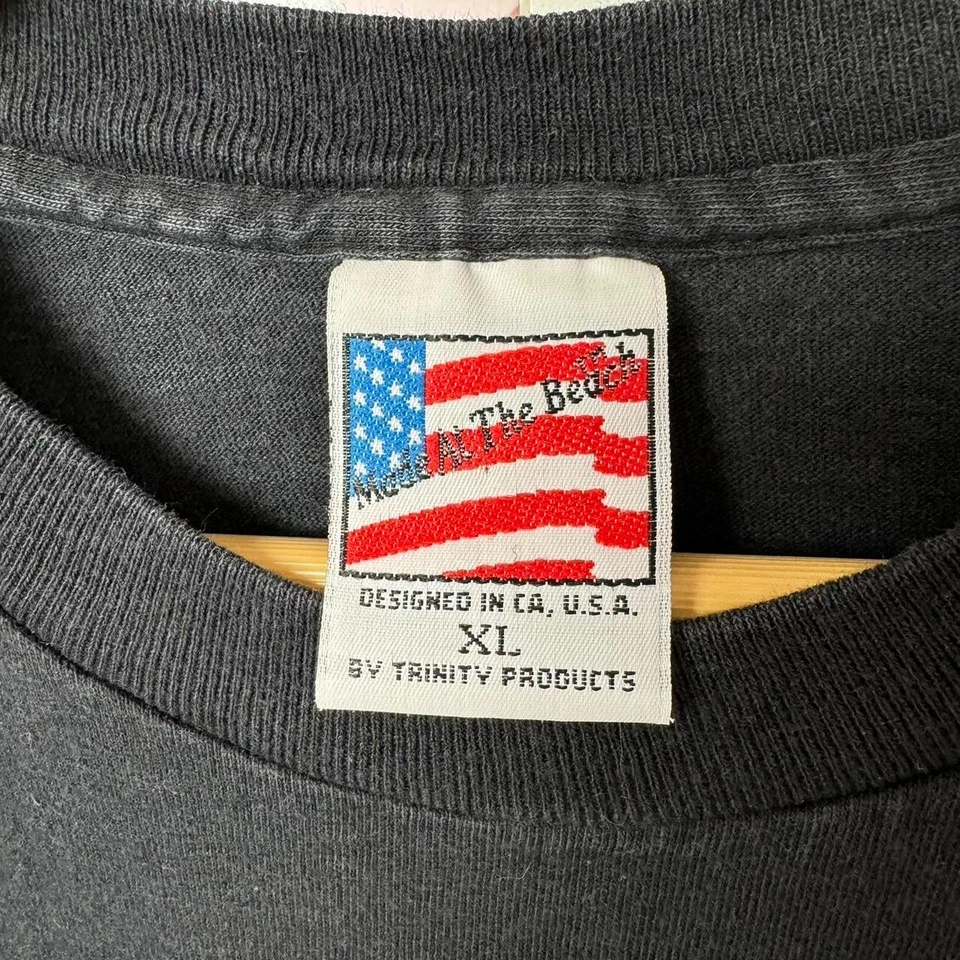 Made At The Beach
DESIGNED IN CA, U.S.A.
XL
BY TRINITY PRODUCTS